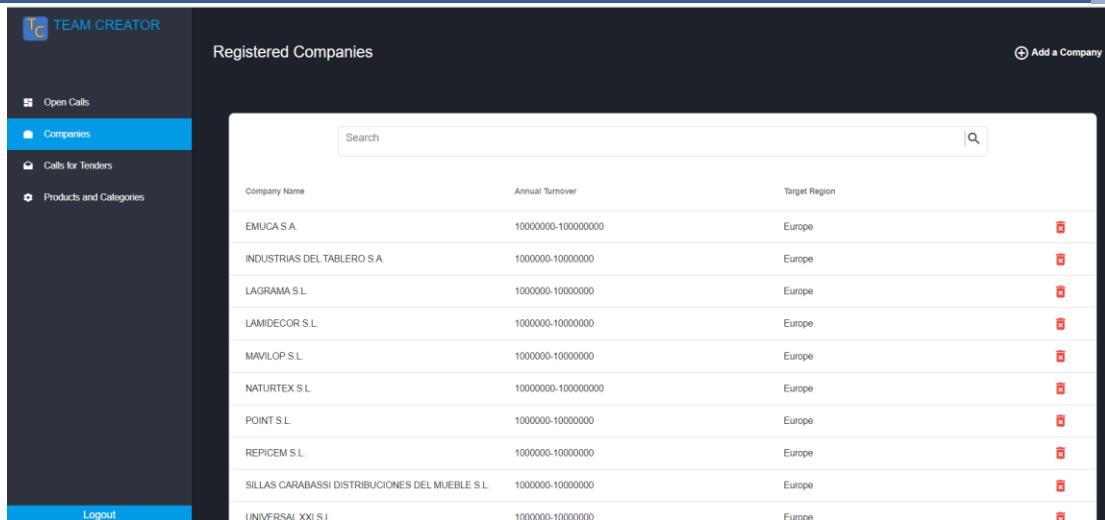 TC TEAM CREATOR
Registered Companies
Add a Company
Open Calls
Companies
Calls for Tenders
Products and Categories
Search
Company Name Annual Turnover Target Region
EMUCA S.A. 10000000-100000000 Europe
INDUSTRIAS DEL TABLERO S.A. 1000000-10000000 Europe
LAGRAMA S.L. 1000000-10000000 Europe
LAMIDECOR S.L. 1000000-10000000 Europe
MAVILOP S.L. 1000000-10000000 Europe
NATURTEX S.L. 10000000-100000000 Europe
POINT S.L. 1000000-10000000 Europe
REPICEM S.L. 1000000-10000000 Europe
SILLAS CARABASSI DISTRIBUCIONES DEL MUEBLE S.L. 1000000-10000000 Europe
UNIVERSAL XXI S.L. 1000000-10000000 Europe
Logout